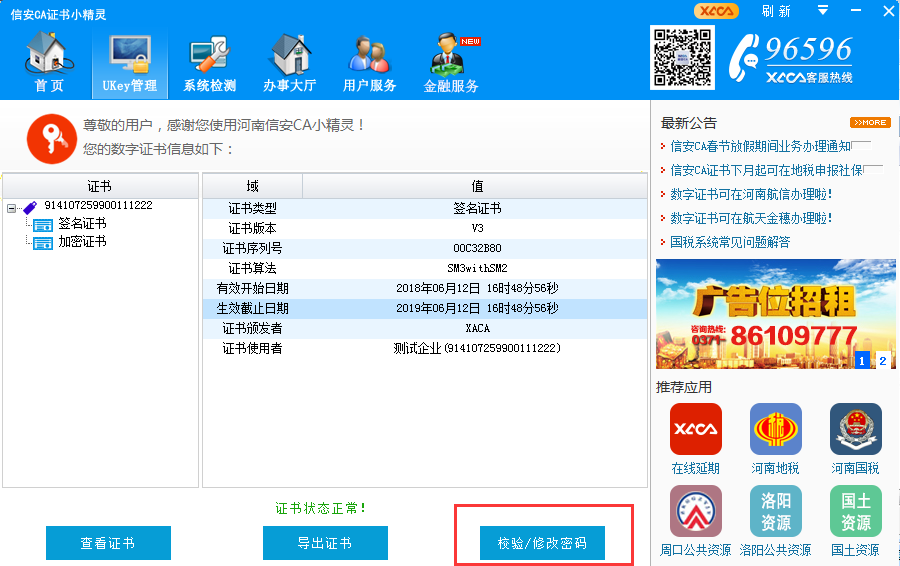 信安CA证书小精灵
XACA
刷 新
首 页
UKey管理
系统检测
办事大厅
用户服务
NEW
金融服务
96596
XACA客服热线
尊敬的用户，感谢您使用河南信安CA小精灵！
您的数字证书信息如下：
证书
914107259900111222
签名证书
加密证书
域 值
证书类型 签名证书
证书版本 V3
证书序列号 00C32B80
证书算法 SM3withSM2
有效开始日期 2018年06月12日 16时48分56秒
生效截止日期 2019年06月12日 16时48分56秒
证书颁发者 XACA
证书使用者 测试企业(914107259900111222)
证书状态正常！
查看证书
导出证书
校验/修改密码
最新公告
>>MORE
信安CA春节放假期间业务办理通知
信安CA证书下月起可在地税申报社保
数字证书可在河南航信办理啦！
数字证书可在航天金穗办理啦！
国税系统常见问题解答
广告位招租
咨询热线：
0371- 86109777
1 2
推荐应用
XACA
税
在线延期
河南地税
河南国税
洛阳
资源
国土
资源
周口公共资源
洛阳公共资源
国土资源